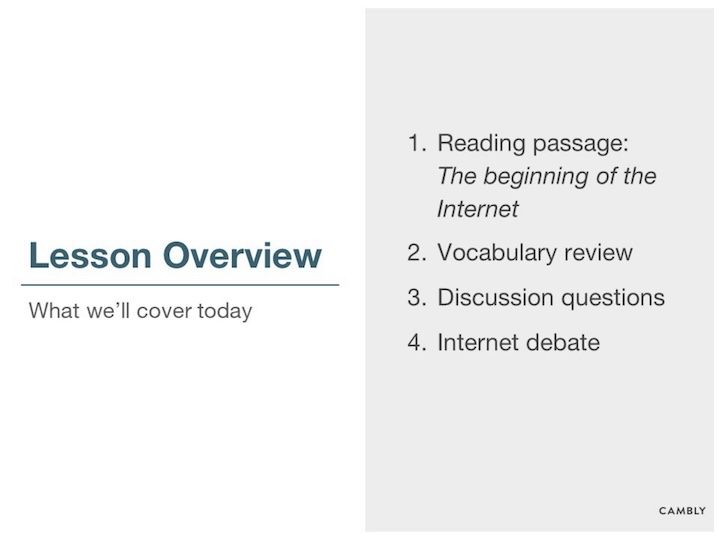 Lesson Overview
What we’ll cover today
1. Reading passage:
The beginning of the
Internet
2. Vocabulary review
3. Discussion questions
4. Internet debate
CAMBLY